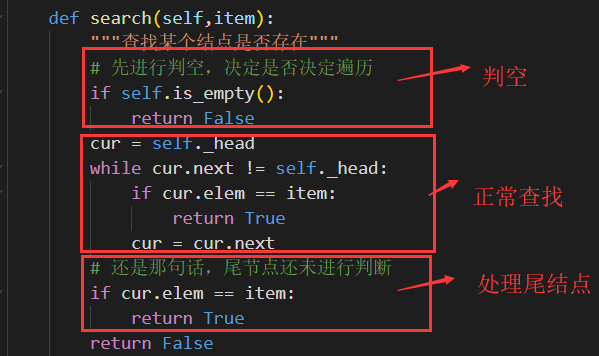 def search(self,item):
"""查找某个结点是否存在"""
# 先进行判空，决定是否决定遍历
if self.is_empty():
return False
判空
cur = self._head
while cur.next != self._head:
if cur.elem == item:
return True
cur = cur.next
正常查找
# 还是那句话，尾节点还未进行判断
if cur.elem == item:
return True
处理尾结点
return False